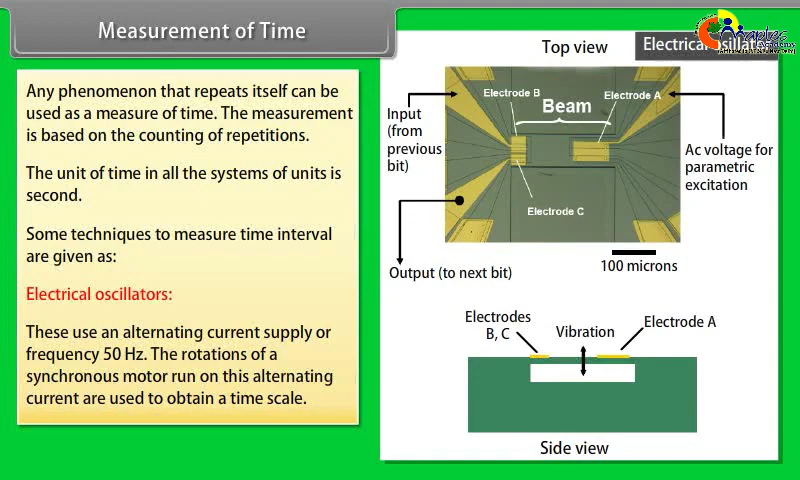 Measurement of Time
Any phenomenon that repeats itself can be
used as a measure of time. The measurement
is based on the counting of repetitions.
The unit of time in all the systems of units is
second.
Some techniques to measure time interval
are given as:
Electrical oscillators:
These use an alternating current supply or
frequency 50 Hz. The rotations of a
synchronous motor run on this alternating
current are used to obtain a time scale.
Top view
Electrical
Electrode B
Electrode A
Beam
Input
(from
previous
bit)
Ac voltage for
parametric
excitation
Electrode C
Output (to next bit)
100 microns
Electrodes
B, C
Vibration
Electrode A
Side view